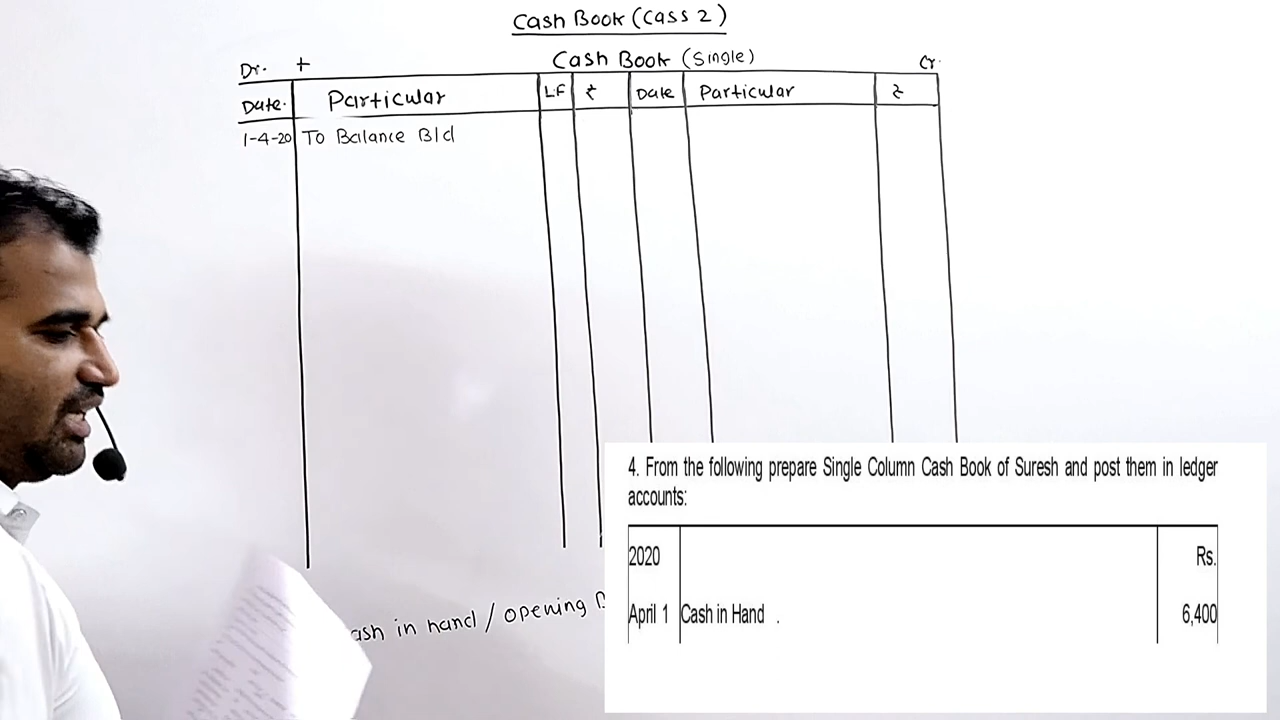 Cash Book (Cass 2)
Cash Book (Single)
Dr. +
Cr.
Date. Particular L.F ₹ Date Particular ₹
1-4-20 To Balance B/d
ash in hand / opening B
4. From the following prepare Single Column Cash Book of Suresh and post them in ledger
accounts:
2020 Rs.
April 1 Cash in Hand . 6,400